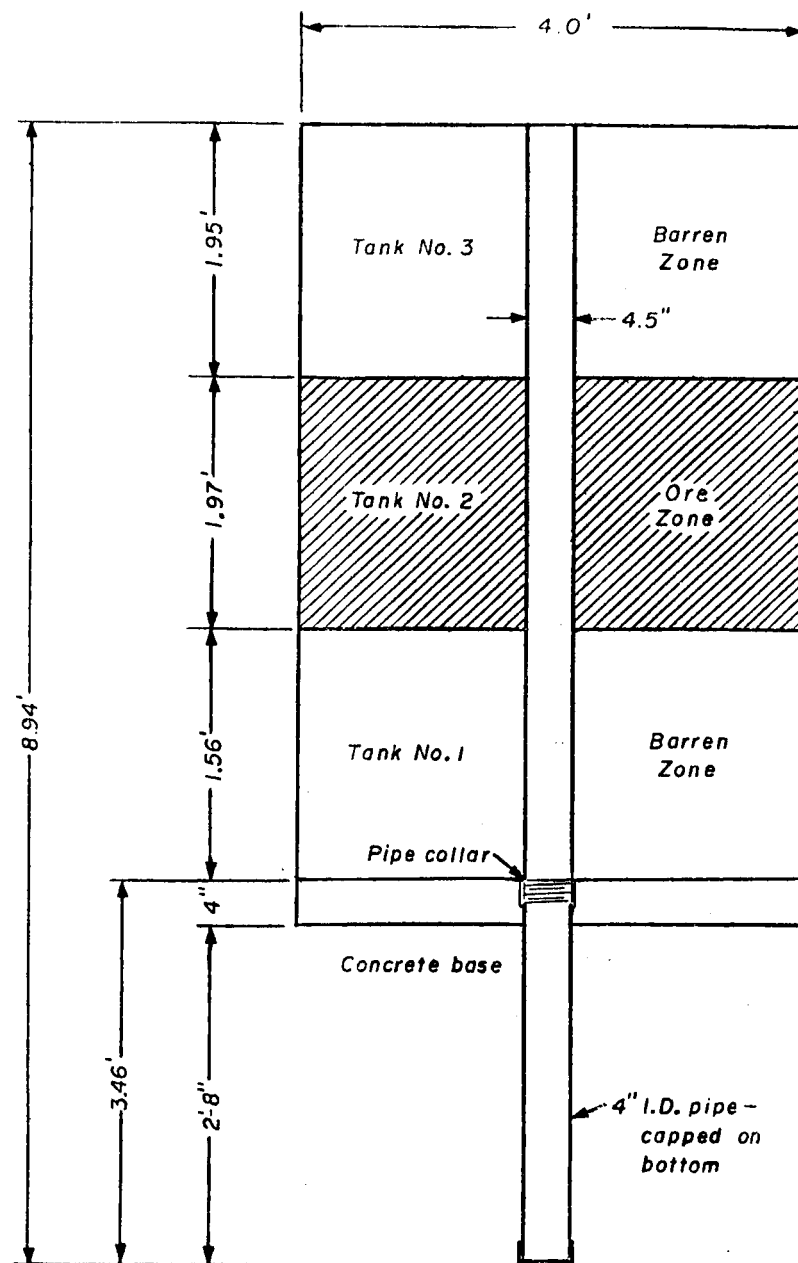 4.0'
1.95'
Tank No. 3
Barren
Zone
4.5"
1.97'
Tank No. 2
Ore
Zone
8.94'
1.56'
Tank No. 1
Barren
Zone
Pipe collar
4"
Concrete base
3.46'
2'-8"
4" I.D. pipe –
capped on
bottom